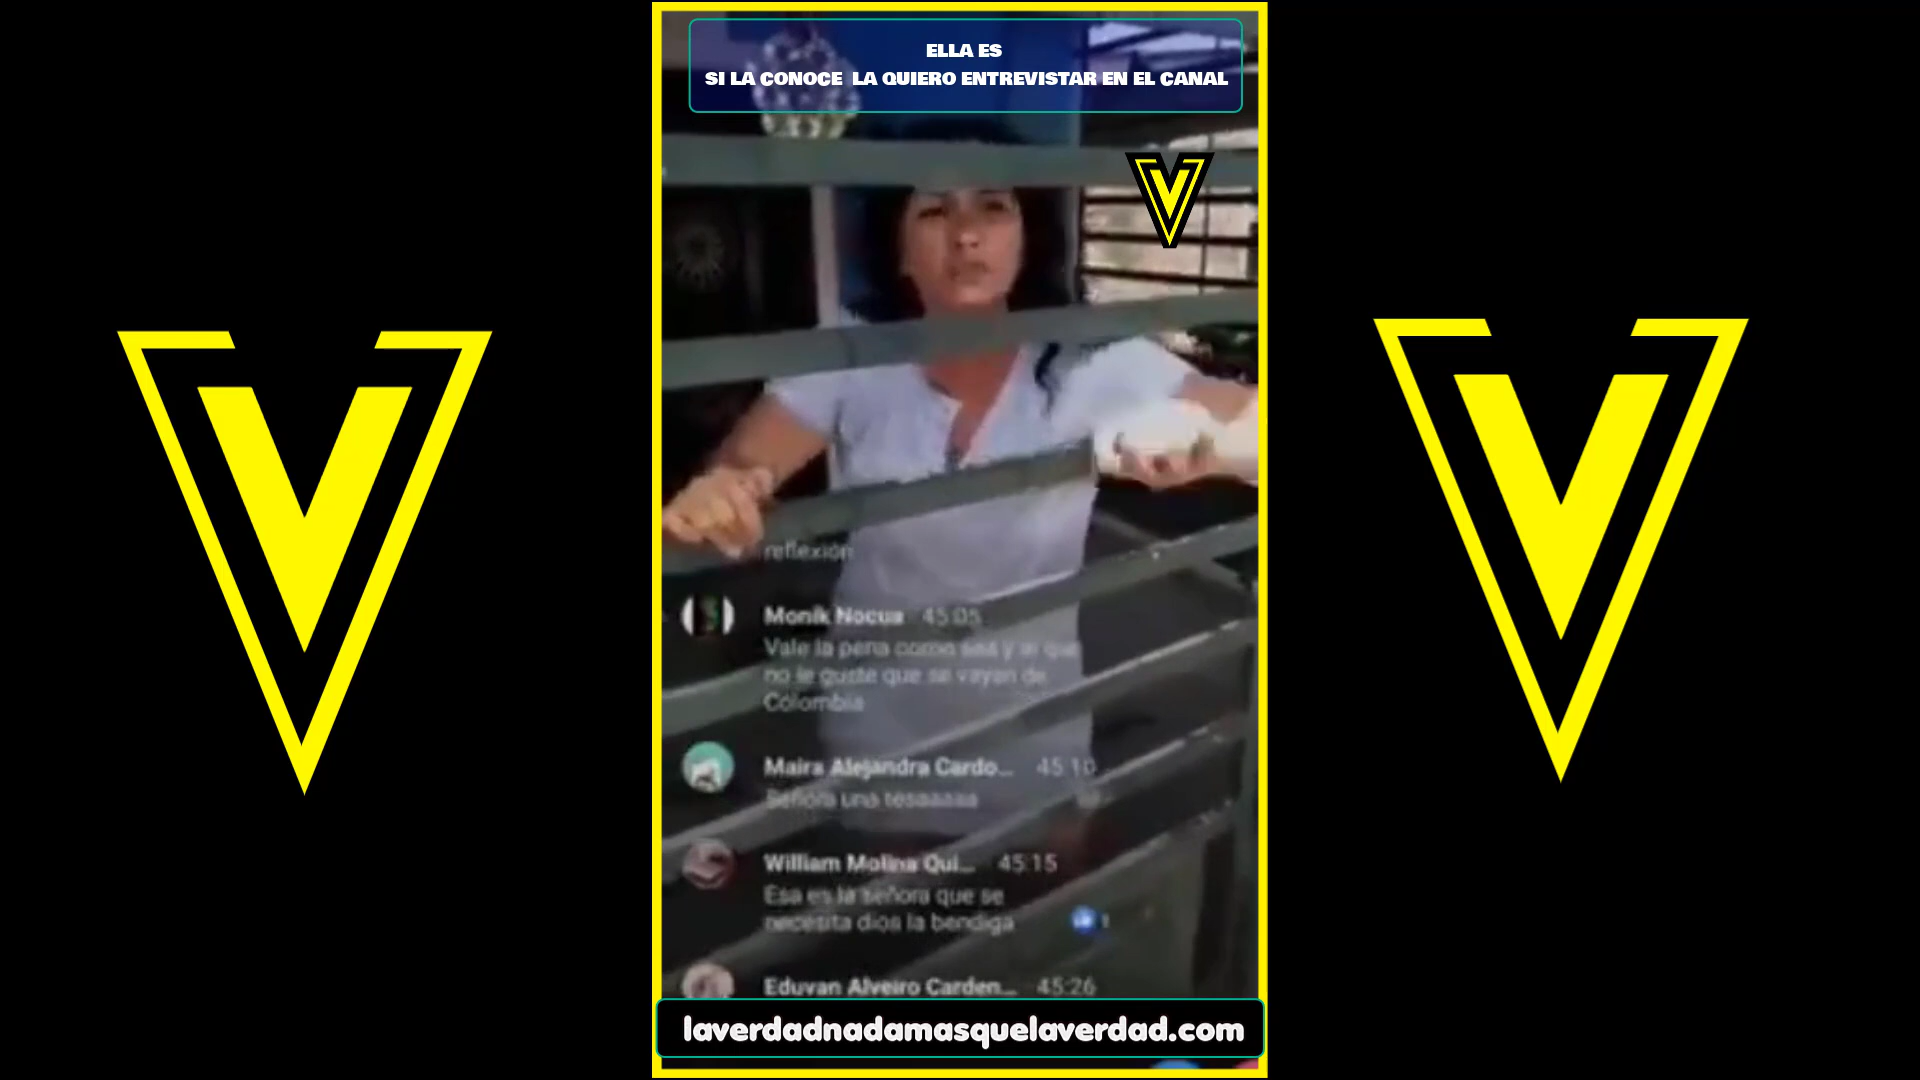 ELLA ES
SI LA CONOCE LA QUIERO ENTREVISTAR EN EL CANAL
reflexión
Monik Nocua 45:05
Vale la pena como sea y al que
no le guste que se vayan de
Colombia
Maira Alejandra Cardo... 45:10
Señora una tesaaaaa
William Molina Qui... 45:15
Esa es la señora que se
necesita dios la bendiga
1
Eduvan Alveiro Carden... 45:26
laverdadnadamasquelaverdad.com